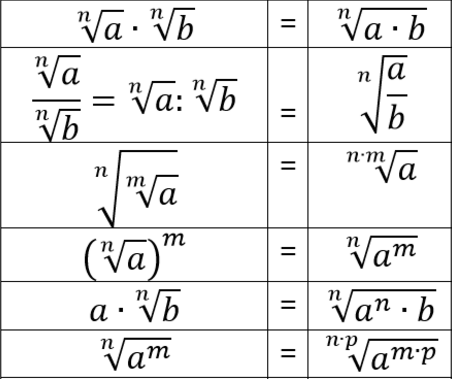 ⁿ√a · ⁿ√b = ⁿ√(a · b)
ⁿ√a / ⁿ√b = ⁿ√a : ⁿ√b = ⁿ√(a/b)
ⁿ√(ᵐ√a) = ⁿ·ᵐ√a
(ⁿ√a)ᵐ = ⁿ√(aᵐ)
a · ⁿ√b = ⁿ√(aⁿ · b)
ⁿ√(aᵐ) = ⁿ·ᵖ√(aᵐ·ᵖ)